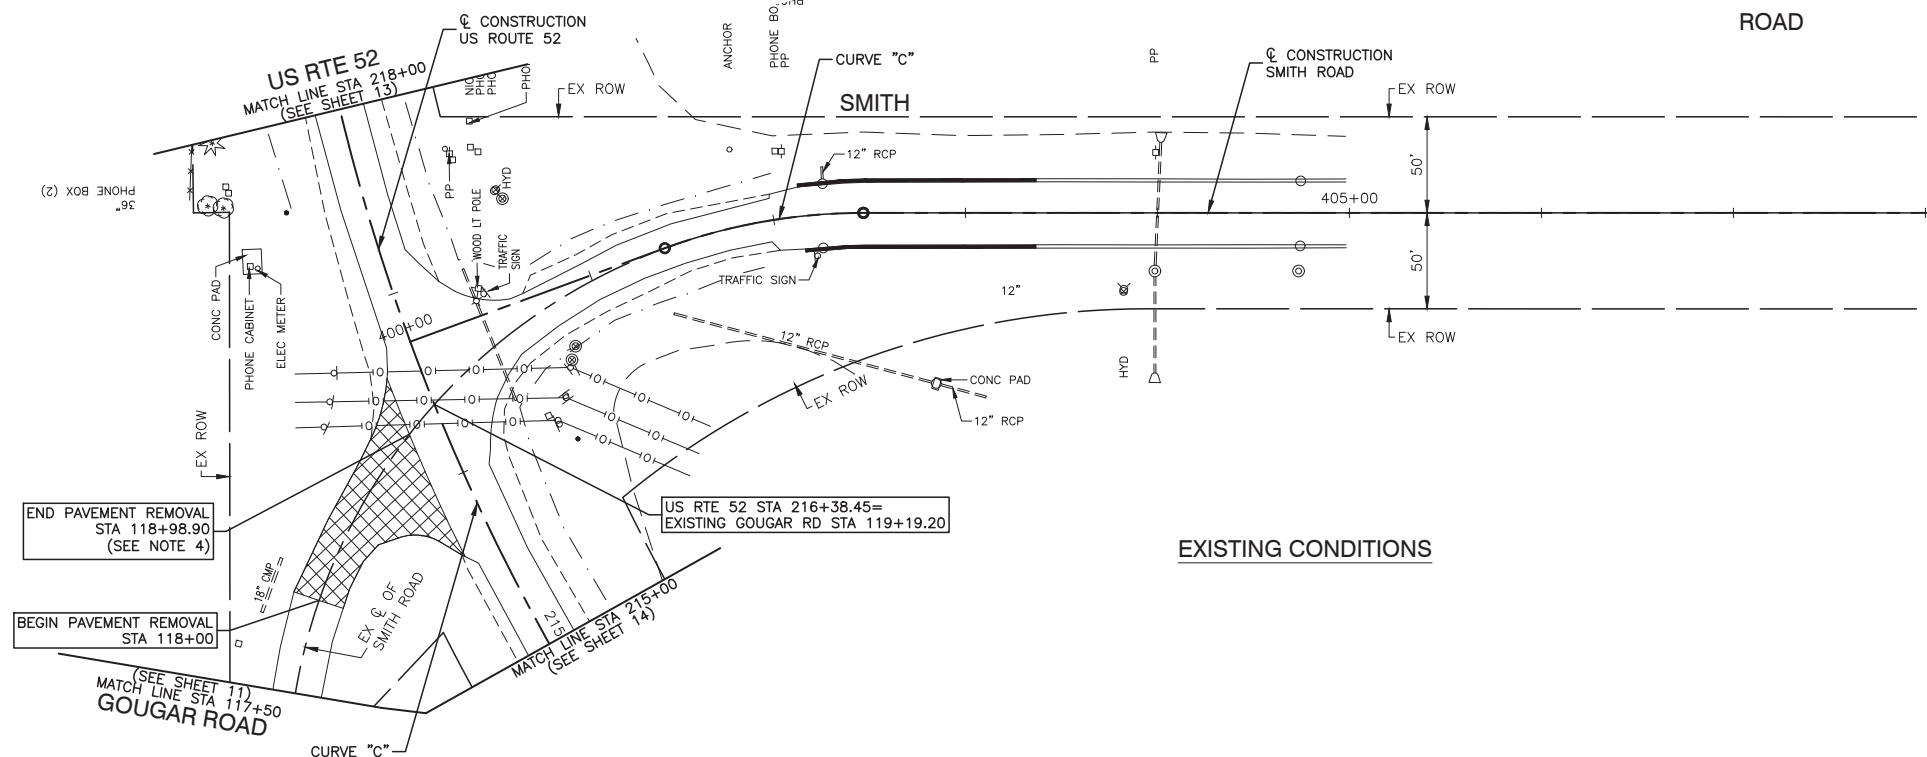 ℄ CONSTRUCTION
US ROUTE 52
ANCHOR
PHONE BO
PP
CURVE "C"
PP
℄ CONSTRUCTION
SMITH ROAD
ROAD
US RTE 52
MATCH LINE STA 218+00
(SEE SHEET 13)
PHO
PHO
PHO
EX ROW
SMITH
EX ROW
36"
PHONE BOX (2)
12" RCP
PP
HYD
WOOD LT POLE
TRAFFIC
SIGN
405+00
50'
50'
TRAFFIC SIGN
12"
CONC PAD
PHONE CABINET
ELEC METER
400+00
12" RCP
EX ROW
HYD
EX ROW
CONC PAD
12" RCP
EX ROW
END PAVEMENT REMOVAL
STA 118+98.90
(SEE NOTE 4)
US RTE 52 STA 216+38.45=
EXISTING GOUGAR RD STA 119+19.20
EXISTING CONDITIONS
18" CMP
BEGIN PAVEMENT REMOVAL
STA 118+00
EX ℄ OF
SMITH ROAD
215
MATCH LINE STA 215+00
(SEE SHEET 14)
(SEE SHEET 11)
MATCH LINE STA 117+50
GOUGAR ROAD
CURVE "C"